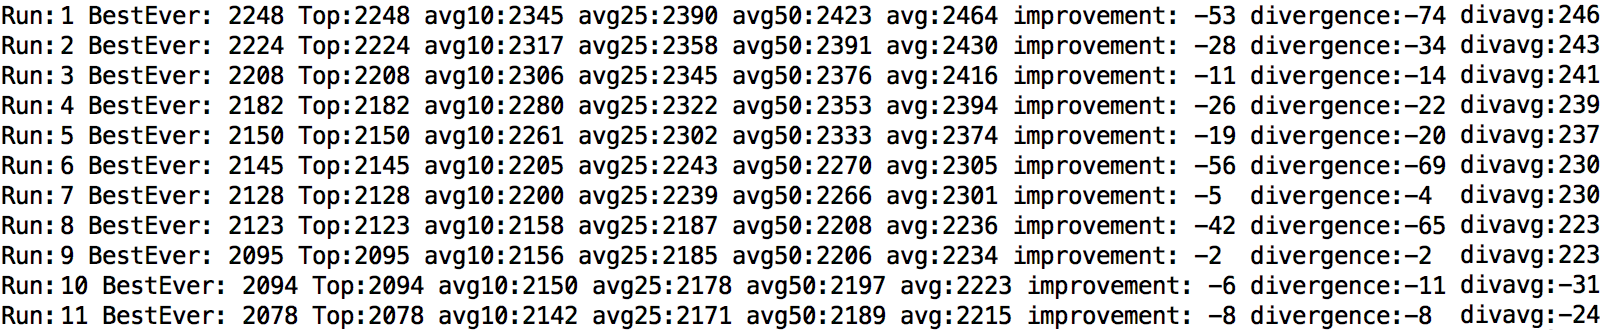 Run:1 BestEver: 2248 Top:2248 avg10:2345 avg25:2390 avg50:2423 avg:2464 improvement: −53 divergence:−74 divavg:246
Run:2 BestEver: 2224 Top:2224 avg10:2317 avg25:2358 avg50:2391 avg:2430 improvement: −28 divergence:−34 divavg:243
Run:3 BestEver: 2208 Top:2208 avg10:2306 avg25:2345 avg50:2376 avg:2416 improvement: −11 divergence:−14 divavg:241
Run:4 BestEver: 2182 Top:2182 avg10:2280 avg25:2322 avg50:2353 avg:2394 improvement: −26 divergence:−22 divavg:239
Run:5 BestEver: 2150 Top:2150 avg10:2261 avg25:2302 avg50:2333 avg:2374 improvement: −19 divergence:−20 divavg:237
Run:6 BestEver: 2145 Top:2145 avg10:2205 avg25:2243 avg50:2270 avg:2305 improvement: −56 divergence:−69 divavg:230
Run:7 BestEver: 2128 Top:2128 avg10:2200 avg25:2239 avg50:2266 avg:2301 improvement: −5 divergence:−4 divavg:230
Run:8 BestEver: 2123 Top:2123 avg10:2158 avg25:2187 avg50:2208 avg:2236 improvement: −42 divergence:−65 divavg:223
Run:9 BestEver: 2095 Top:2095 avg10:2156 avg25:2185 avg50:2206 avg:2234 improvement: −2 divergence:−2 divavg:223
Run:10 BestEver: 2094 Top:2094 avg10:2150 avg25:2178 avg50:2197 avg:2223 improvement: −6 divergence:−11 divavg:−31
Run:11 BestEver: 2078 Top:2078 avg10:2142 avg25:2171 avg50:2189 avg:2215 improvement: −8 divergence:−8 divavg:−24